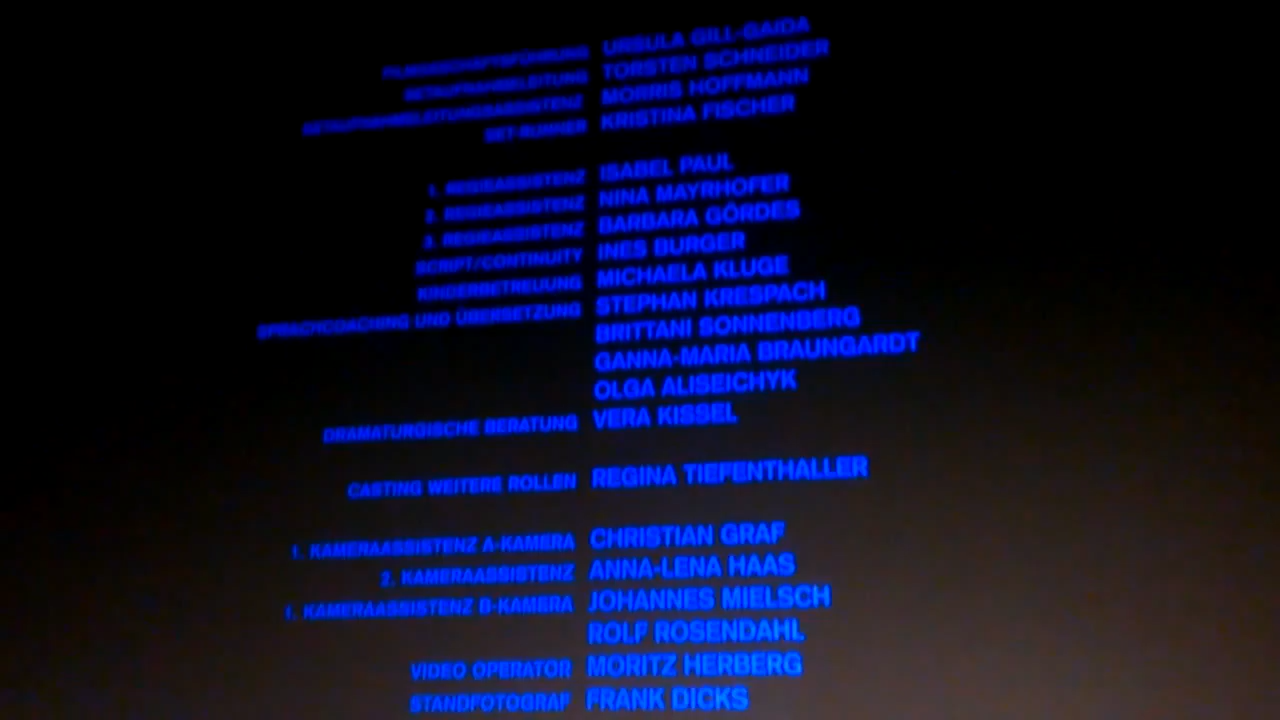 FILMGESCHÄFTSFÜHRUNG URSULA GILL-GAIDA
SETAUFNAHMELEITUNG TORSTEN SCHNEIDER
SETAUFNAHMELEITUNGSASSISTENZ MORRIS HOFFMANN
SET-RUNNER KRISTINA FISCHER
1. REGIEASSISTENZ ISABEL PAUL
2. REGIEASSISTENZ NINA MAYRHOFER
3. REGIEASSISTENZ BARBARA GÖRDES
SCRIPT/CONTINUITY INES BURGER
KINDERBETREUUNG MICHAELA KLUGE
SPRACHCOACHING UND ÜBERSETZUNG STEPHAN KRESPACH
BRITTANI SONNENBERG
GANNA-MARIA BRAUNGARDT
OLGA ALISEICHYK
DRAMATURGISCHE BERATUNG VERA KISSEL
CASTING WEITERE ROLLEN REGINA TIEFENTHALLER
1. KAMERAASSISTENZ A-KAMERA CHRISTIAN GRAF
2. KAMERAASSISTENZ ANNA-LENA HAAS
1. KAMERAASSISTENZ B-KAMERA JOHANNES MIELSCH
ROLF ROSENDAHL
VIDEO OPERATOR MORITZ HERBERG
STANDFOTOGRAF FRANK DICKS